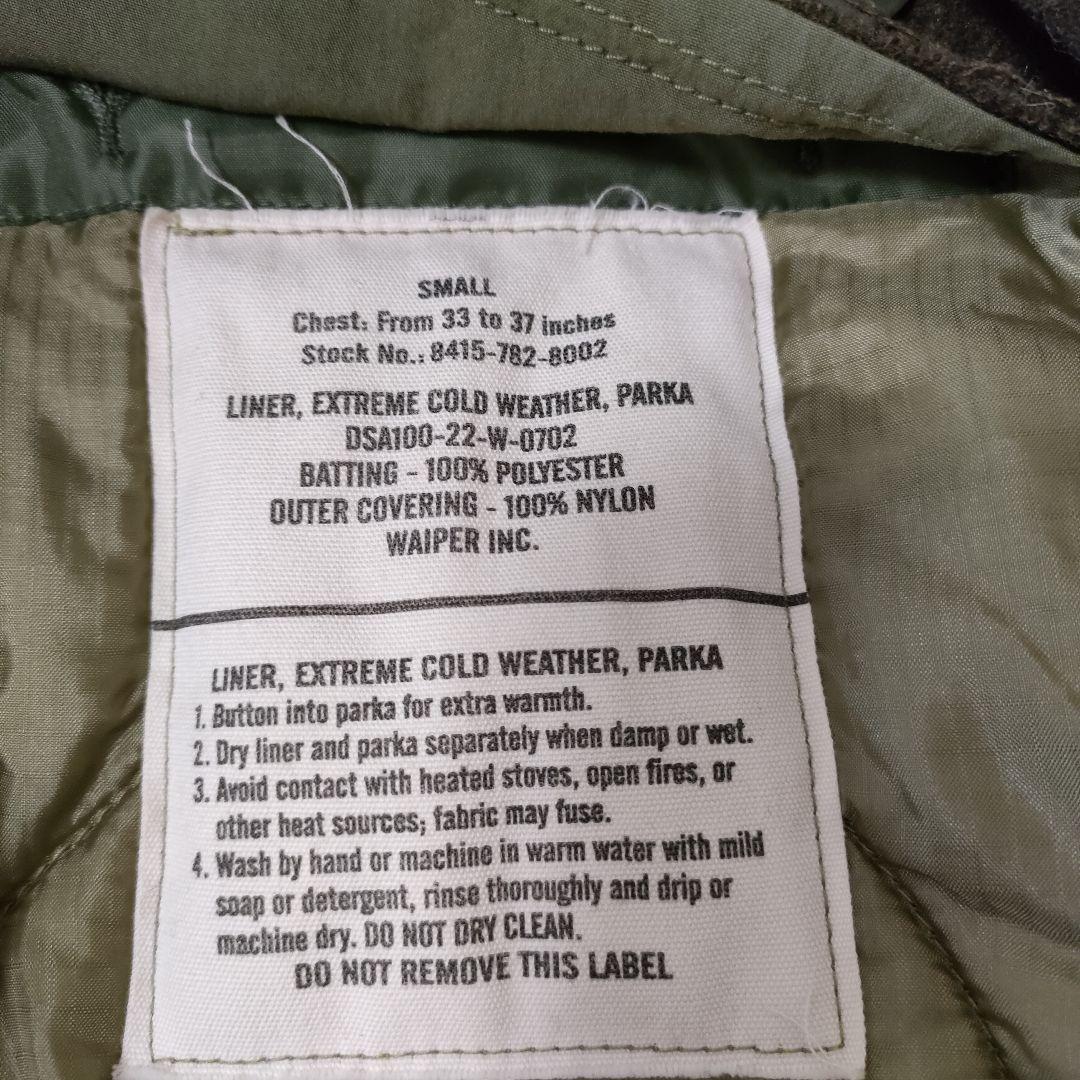 SMALL
Chest: From 33 to 37 inches
Stock No.: 8415-782-8002
LINER, EXTREME COLD WEATHER, PARKA
DSA100-22-W-0702
BATTING - 100% POLYESTER
OUTER COVERING - 100% NYLON
WAIPER INC.
LINER, EXTREME COLD WEATHER, PARKA
1. Button into parka for extra warmth.
2. Dry liner and parka separately when damp or wet.
3. Avoid contact with heated stoves, open fires, or
other heat sources; fabric may fuse.
4. Wash by hand or machine in warm water with mild
soap or detergent, rinse thoroughly and drip or
machine dry. DO NOT DRY CLEAN.
DO NOT REMOVE THIS LABEL